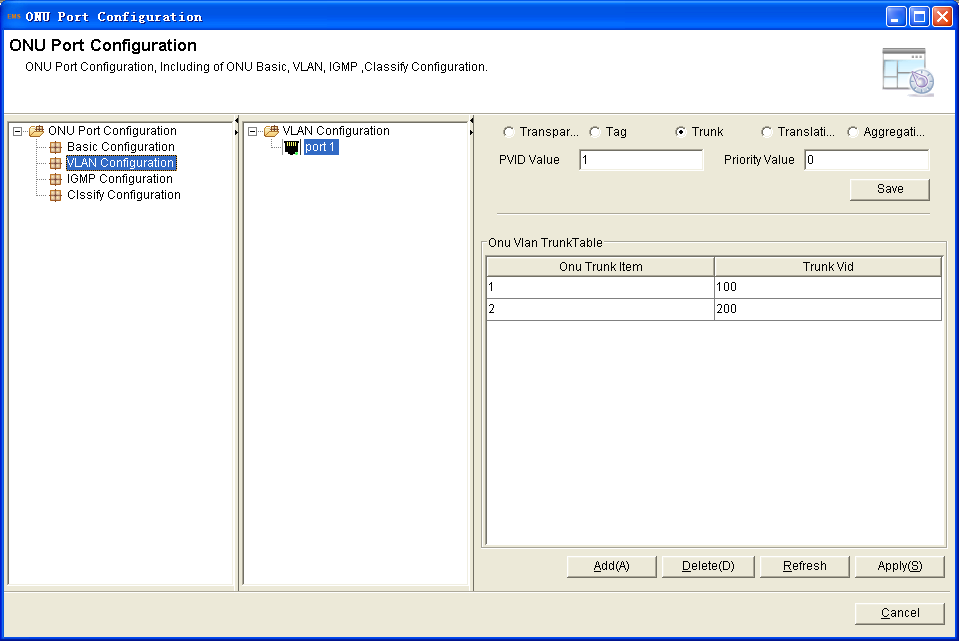 EMS ONU Port Configuration
ONU Port Configuration
ONU Port Configuration, Including of ONU Basic, VLAN, IGMP ,Classify Configuration.
ONU Port Configuration
Basic Configuration
VLAN Configuration
IGMP Configuration
Clssify Configuration
VLAN Configuration
port 1
Transpar... Tag Trunk Translati... Aggregati...
PVID Value 1 Priority Value 0
Save
Onu Vlan TrunkTable
Onu Trunk Item Trunk Vid
1 100
2 200
Add(A) Delete(D) Refresh Apply(S)
Cancel